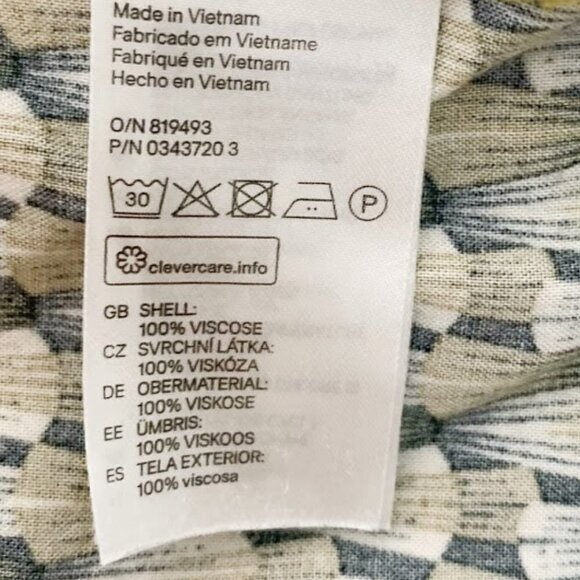 Made in Vietnam
Fabricado em Vietname
Fabriqué en Vietnam
Hecho en Vietnam
O/N 819493
P/N 0343720 3
30
P
clevercare.info
GB SHELL:
100% VISCOSE
CZ SVRCHNÍ LÁTKA:
100% VISKÓZA
DE OBERMATERIAL:
100% VISKOSE
EE ÜMBRIS:
100% VISKOOS
ES TELA EXTERIOR:
100% viscosa